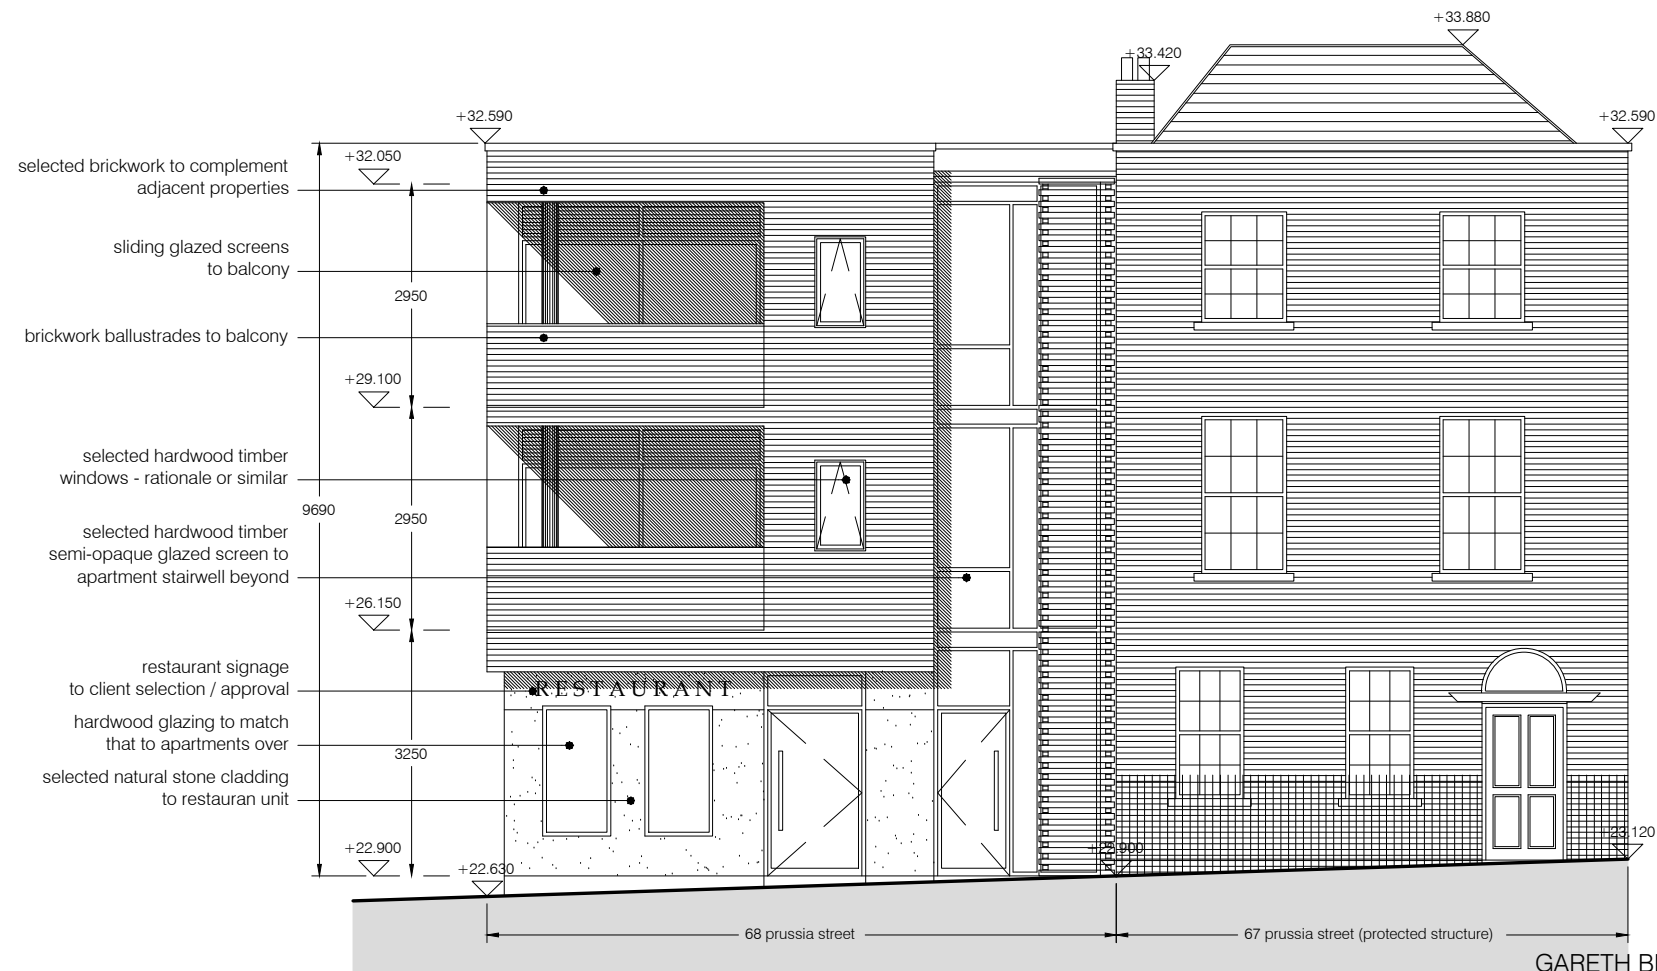 +33.880
+33.420
+32.590
+32.590
+32.050
selected brickwork to complement
adjacent properties
sliding glazed screens
to balcony
2950
brickwork ballustrades to balcony
+29.100
selected hardwood timber
windows - rationale or similar
9690
2950
selected hardwood timber
semi-opaque glazed screen to
apartment stairwell beyond
+26.150
restaurant signage
to client selection / approval
RESTAURANT
hardwood glazing to match
that to apartments over
3250
selected natural stone cladding
to restauran unit
+22.900
+22.630
+22.900
+23.120
68 prussia street
67 prussia street (protected structure)
GARETH